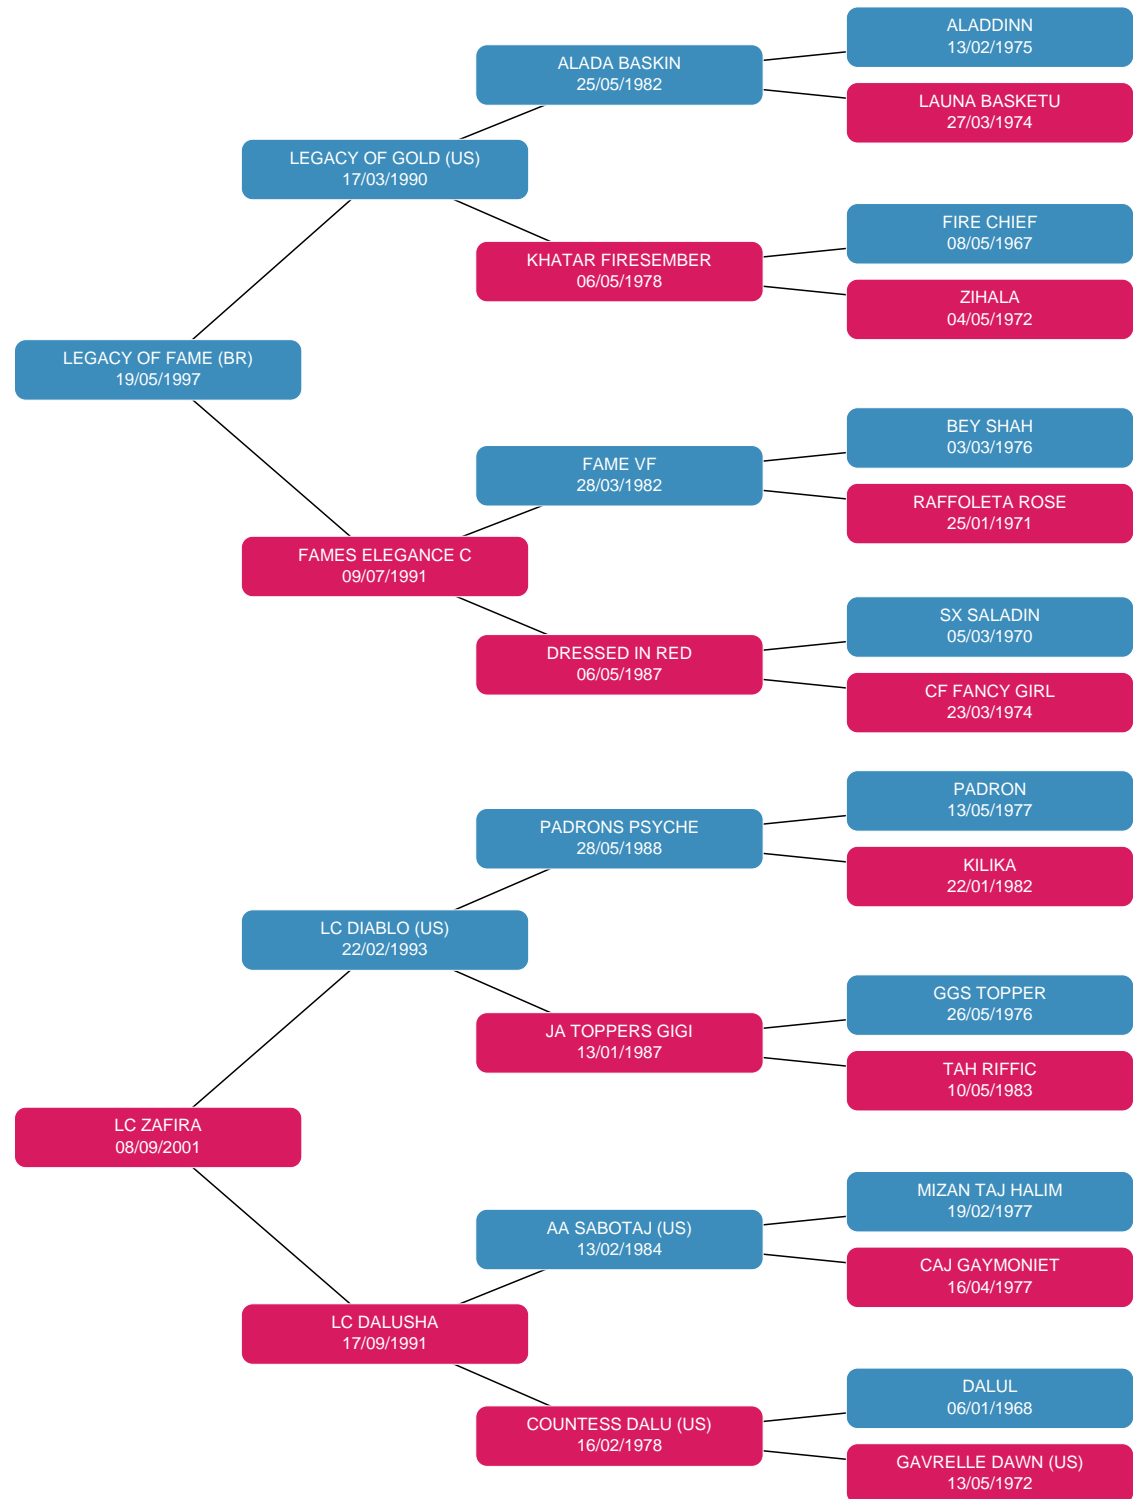 ALADDINN
13/02/1975
ALADA BASKIN
25/05/1982
LAUNA BASKETU
27/03/1974
LEGACY OF GOLD (US)
17/03/1990
FIRE CHIEF
08/05/1967
KHATAR FIRESEMBER
06/05/1978
ZIHALA
04/05/1972
LEGACY OF FAME (BR)
19/05/1997
BEY SHAH
03/03/1976
FAME VF
28/03/1982
RAFFOLETA ROSE
25/01/1971
FAMES ELEGANCE C
09/07/1991
SX SALADIN
05/03/1970
DRESSED IN RED
06/05/1987
CF FANCY GIRL
23/03/1974
PADRON
13/05/1977
PADRONS PSYCHE
28/05/1988
KILIKA
22/01/1982
LC DIABLO (US)
22/02/1993
GGS TOPPER
26/05/1976
JA TOPPERS GIGI
13/01/1987
TAH RIFFIC
10/05/1983
LC ZAFIRA
08/09/2001
MIZAN TAJ HALIM
19/02/1977
AA SABOTAJ (US)
13/02/1984
CAJ GAYMONIET
16/04/1977
LC DALUSHA
17/09/1991
DALUL
06/01/1968
COUNTESS DALU (US)
16/02/1978
GAVRELLE DAWN (US)
13/05/1972